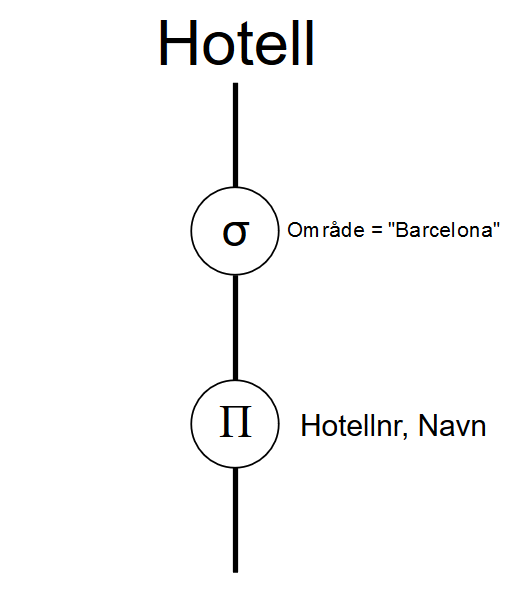 Hotell
σ
Område = "Barcelona"
Π
Hotellnr, Navn